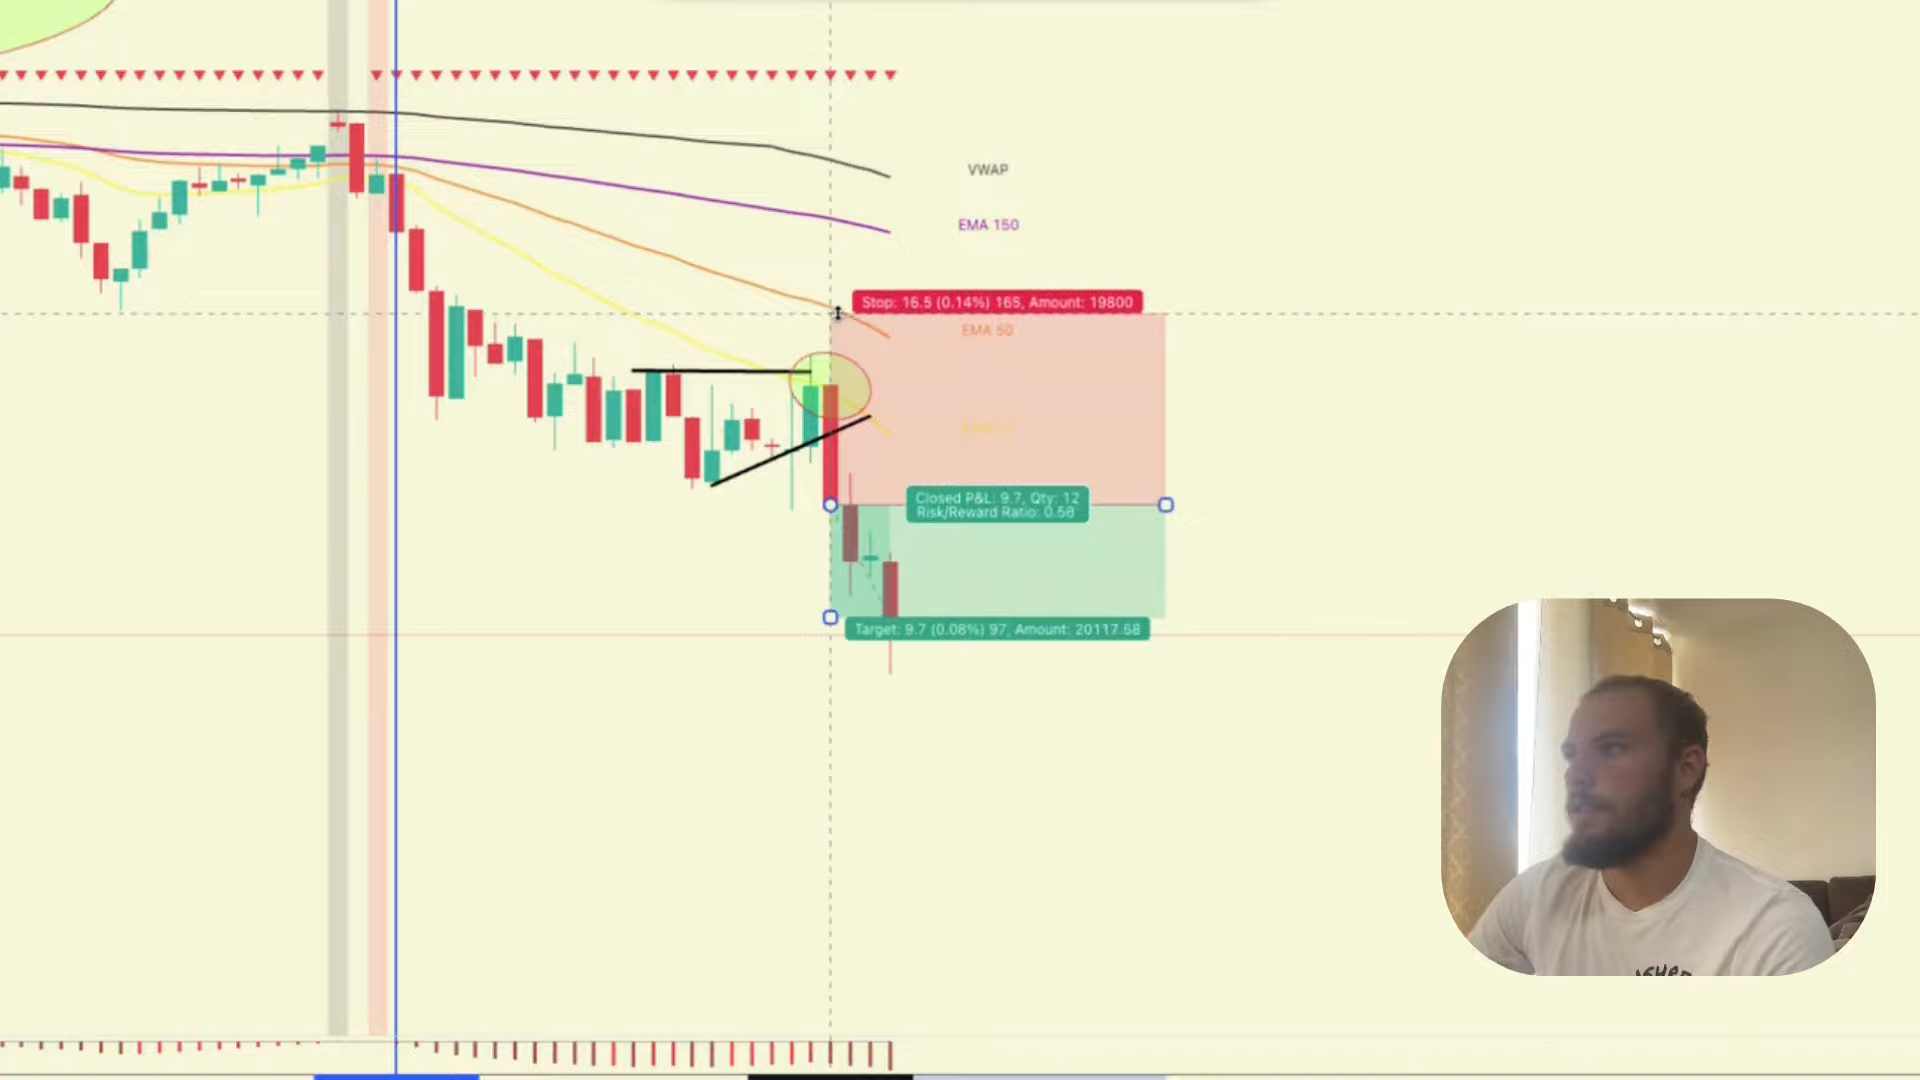 VWAP
EMA 150
Stop: 16.5 (0.14%) 165, Amount: 19800
EMA 50
Closed P&L: 9.7, Qty: 12
Risk/Reward Ratio: 0.58
Target: 9.7 (0.08%) 97, Amount: 20117.58